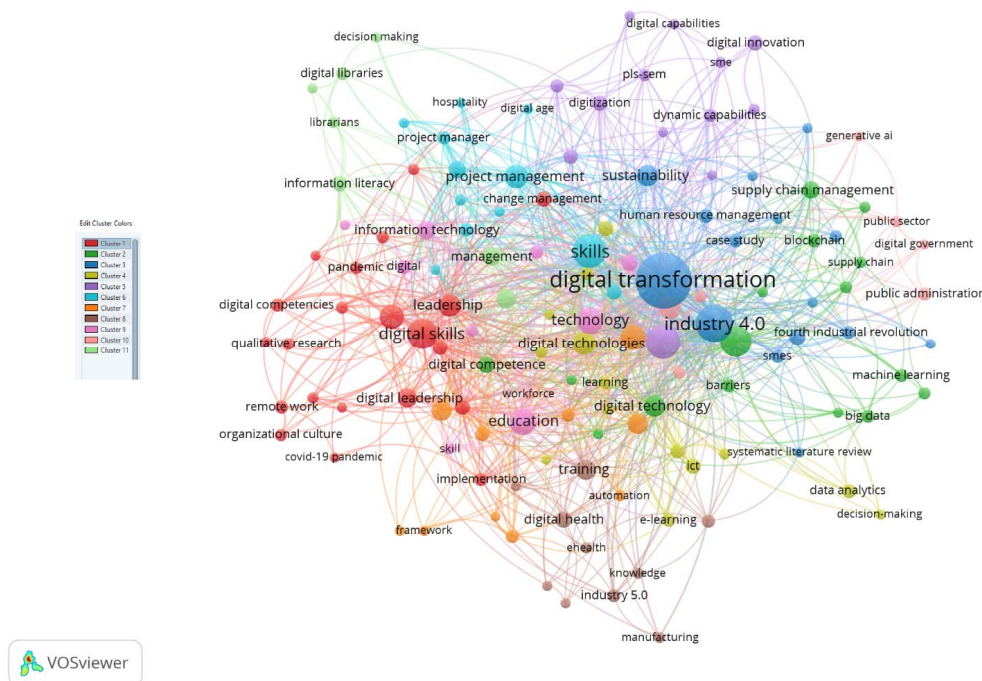 decision making
digital capabilities
digital innovation
digital libraries
pls-sem
sme
hospitality
digital age
digitization
dynamic capabilities
librarians
project manager
generative ai
information literacy
project management
sustainability
supply chain management
change management
human resource management
public sector
information technology
case study
blockchain
digital government
management
skills
supply chain
pandemic
digital
digital transformation
public administration
digital competencies
leadership
technology
industry 4.0
fourth industrial revolution
qualitative research
digital skills
digital technologies
smes
digital competence
learning
barriers
machine learning
remote work
digital leadership
workforce
digital technology
big data
organizational culture
education
covid-19 pandemic
skill
systematic literature review
implementation
training
ict
data analytics
automation
decision-making
framework
digital health
e-learning
ehealth
knowledge
industry 5.0
manufacturing
Edit Cluster Colors
Cluster 1
Cluster 2
Cluster 3
Cluster 4
Cluster 5
Cluster 6
Cluster 7
Cluster 8
Cluster 9
Cluster 10
Cluster 11
VOSviewer